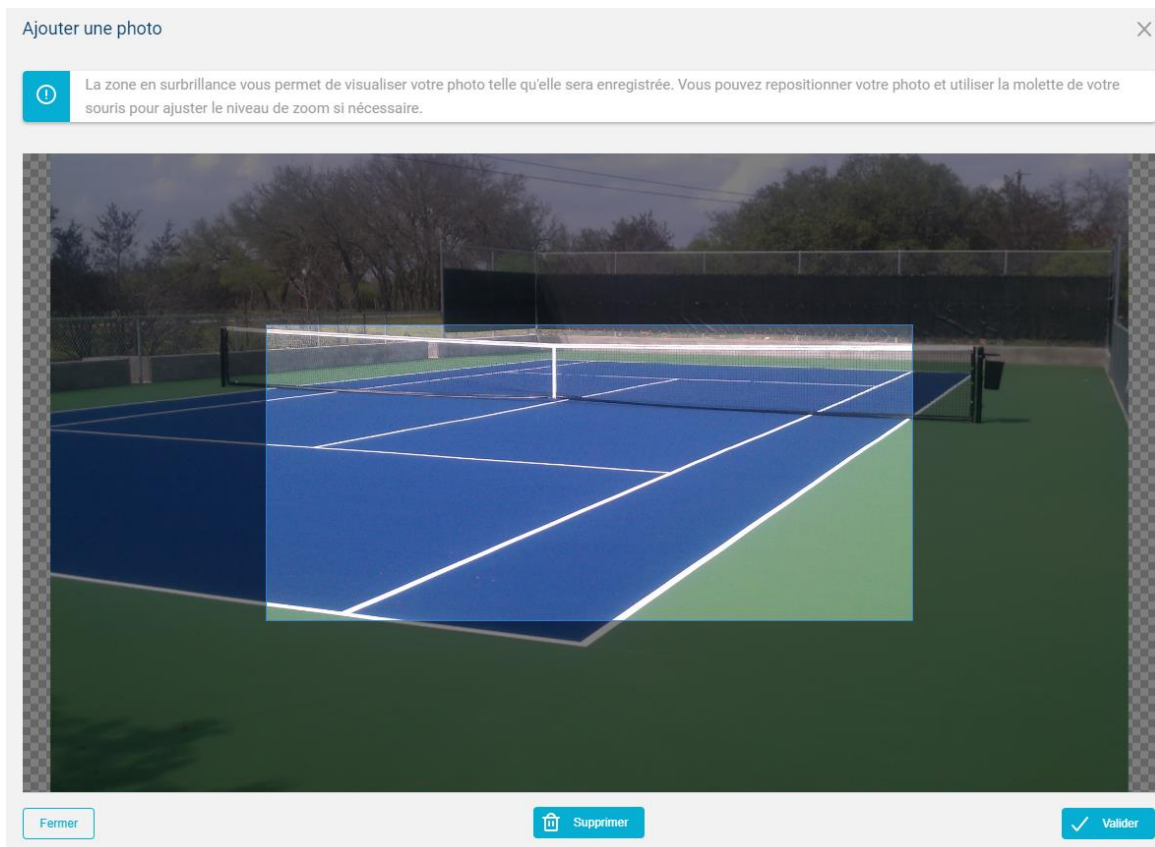 Ajouter une photo
La zone en surbrillance vous permet de visualiser votre photo telle qu'elle sera enregistrée. Vous pouvez repositionner votre photo et utiliser la molette de votre
souris pour ajuster le niveau de zoom si nécessaire.
Fermer
Supprimer
Valider